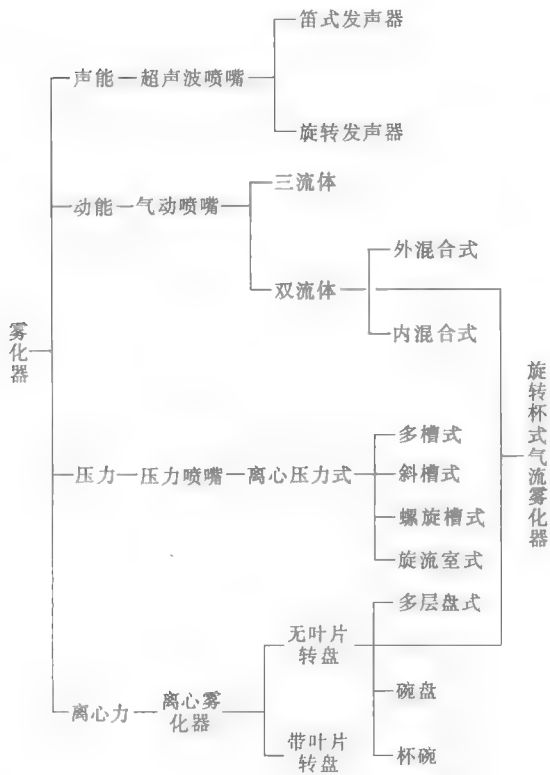 笛式发声器
声能
超声波喷嘴
旋转发声器
三流体
动能
气动喷嘴
外混合式
双流体
内混合式
雾化器
旋转杯式气流雾化器
多槽式
压力
压力喷嘴
离心压力式
斜槽式
螺旋槽式
旋流室式
多层盘式
无叶片
转盘
碗盘
离心力
离心雾
化器
带叶片
转盘
杯碗